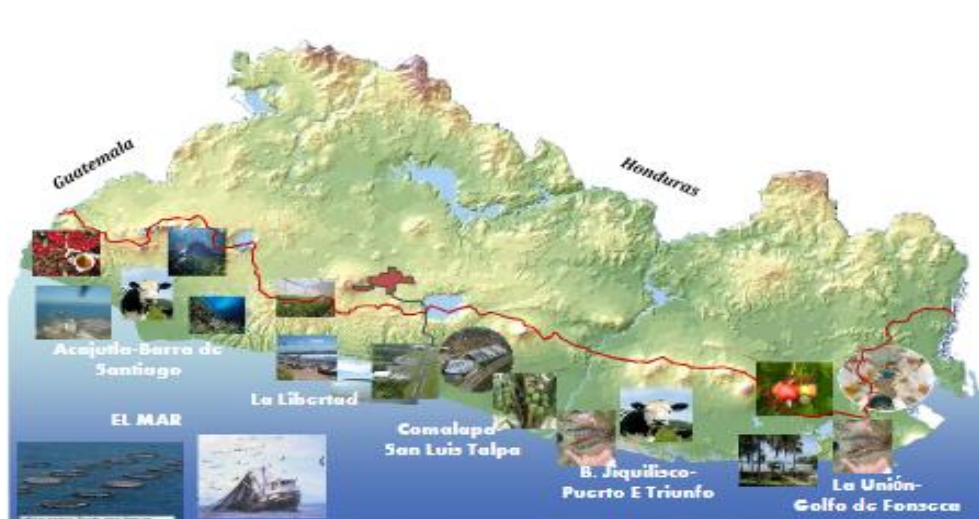 Guatemala
Honduras
Acajutla-Barra de
Santiago
La Libertad
EL MAR
Comalapa
San Luis Talpa
B. Jiquilisco-
Puerto E Triunfo
La Unión-
Golfo de Fonseca